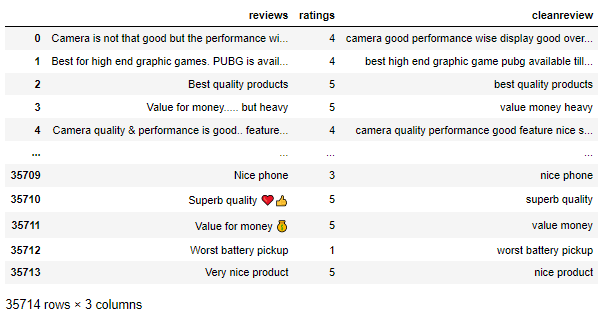 reviews ratings cleanreview
0 Camera is not that good but the performance wi... 4 camera good performance wise display good over...
1 Best for high end graphic games. PUBG is avail... 4 best high end graphic game pubg available till...
2 Best quality products 5 best quality products
3 Value for money..... but heavy 5 value money heavy
4 Camera quality & performance is good.. feature... 4 camera quality performance good feature nice s...
... ... ... ...
35709 Nice phone 3 nice phone
35710 Superb quality ❤️👍 5 superb quality
35711 Value for money 💰 5 value money
35712 Worst battery pickup 1 worst battery pickup
35713 Very nice product 5 nice product
35714 rows × 3 columns